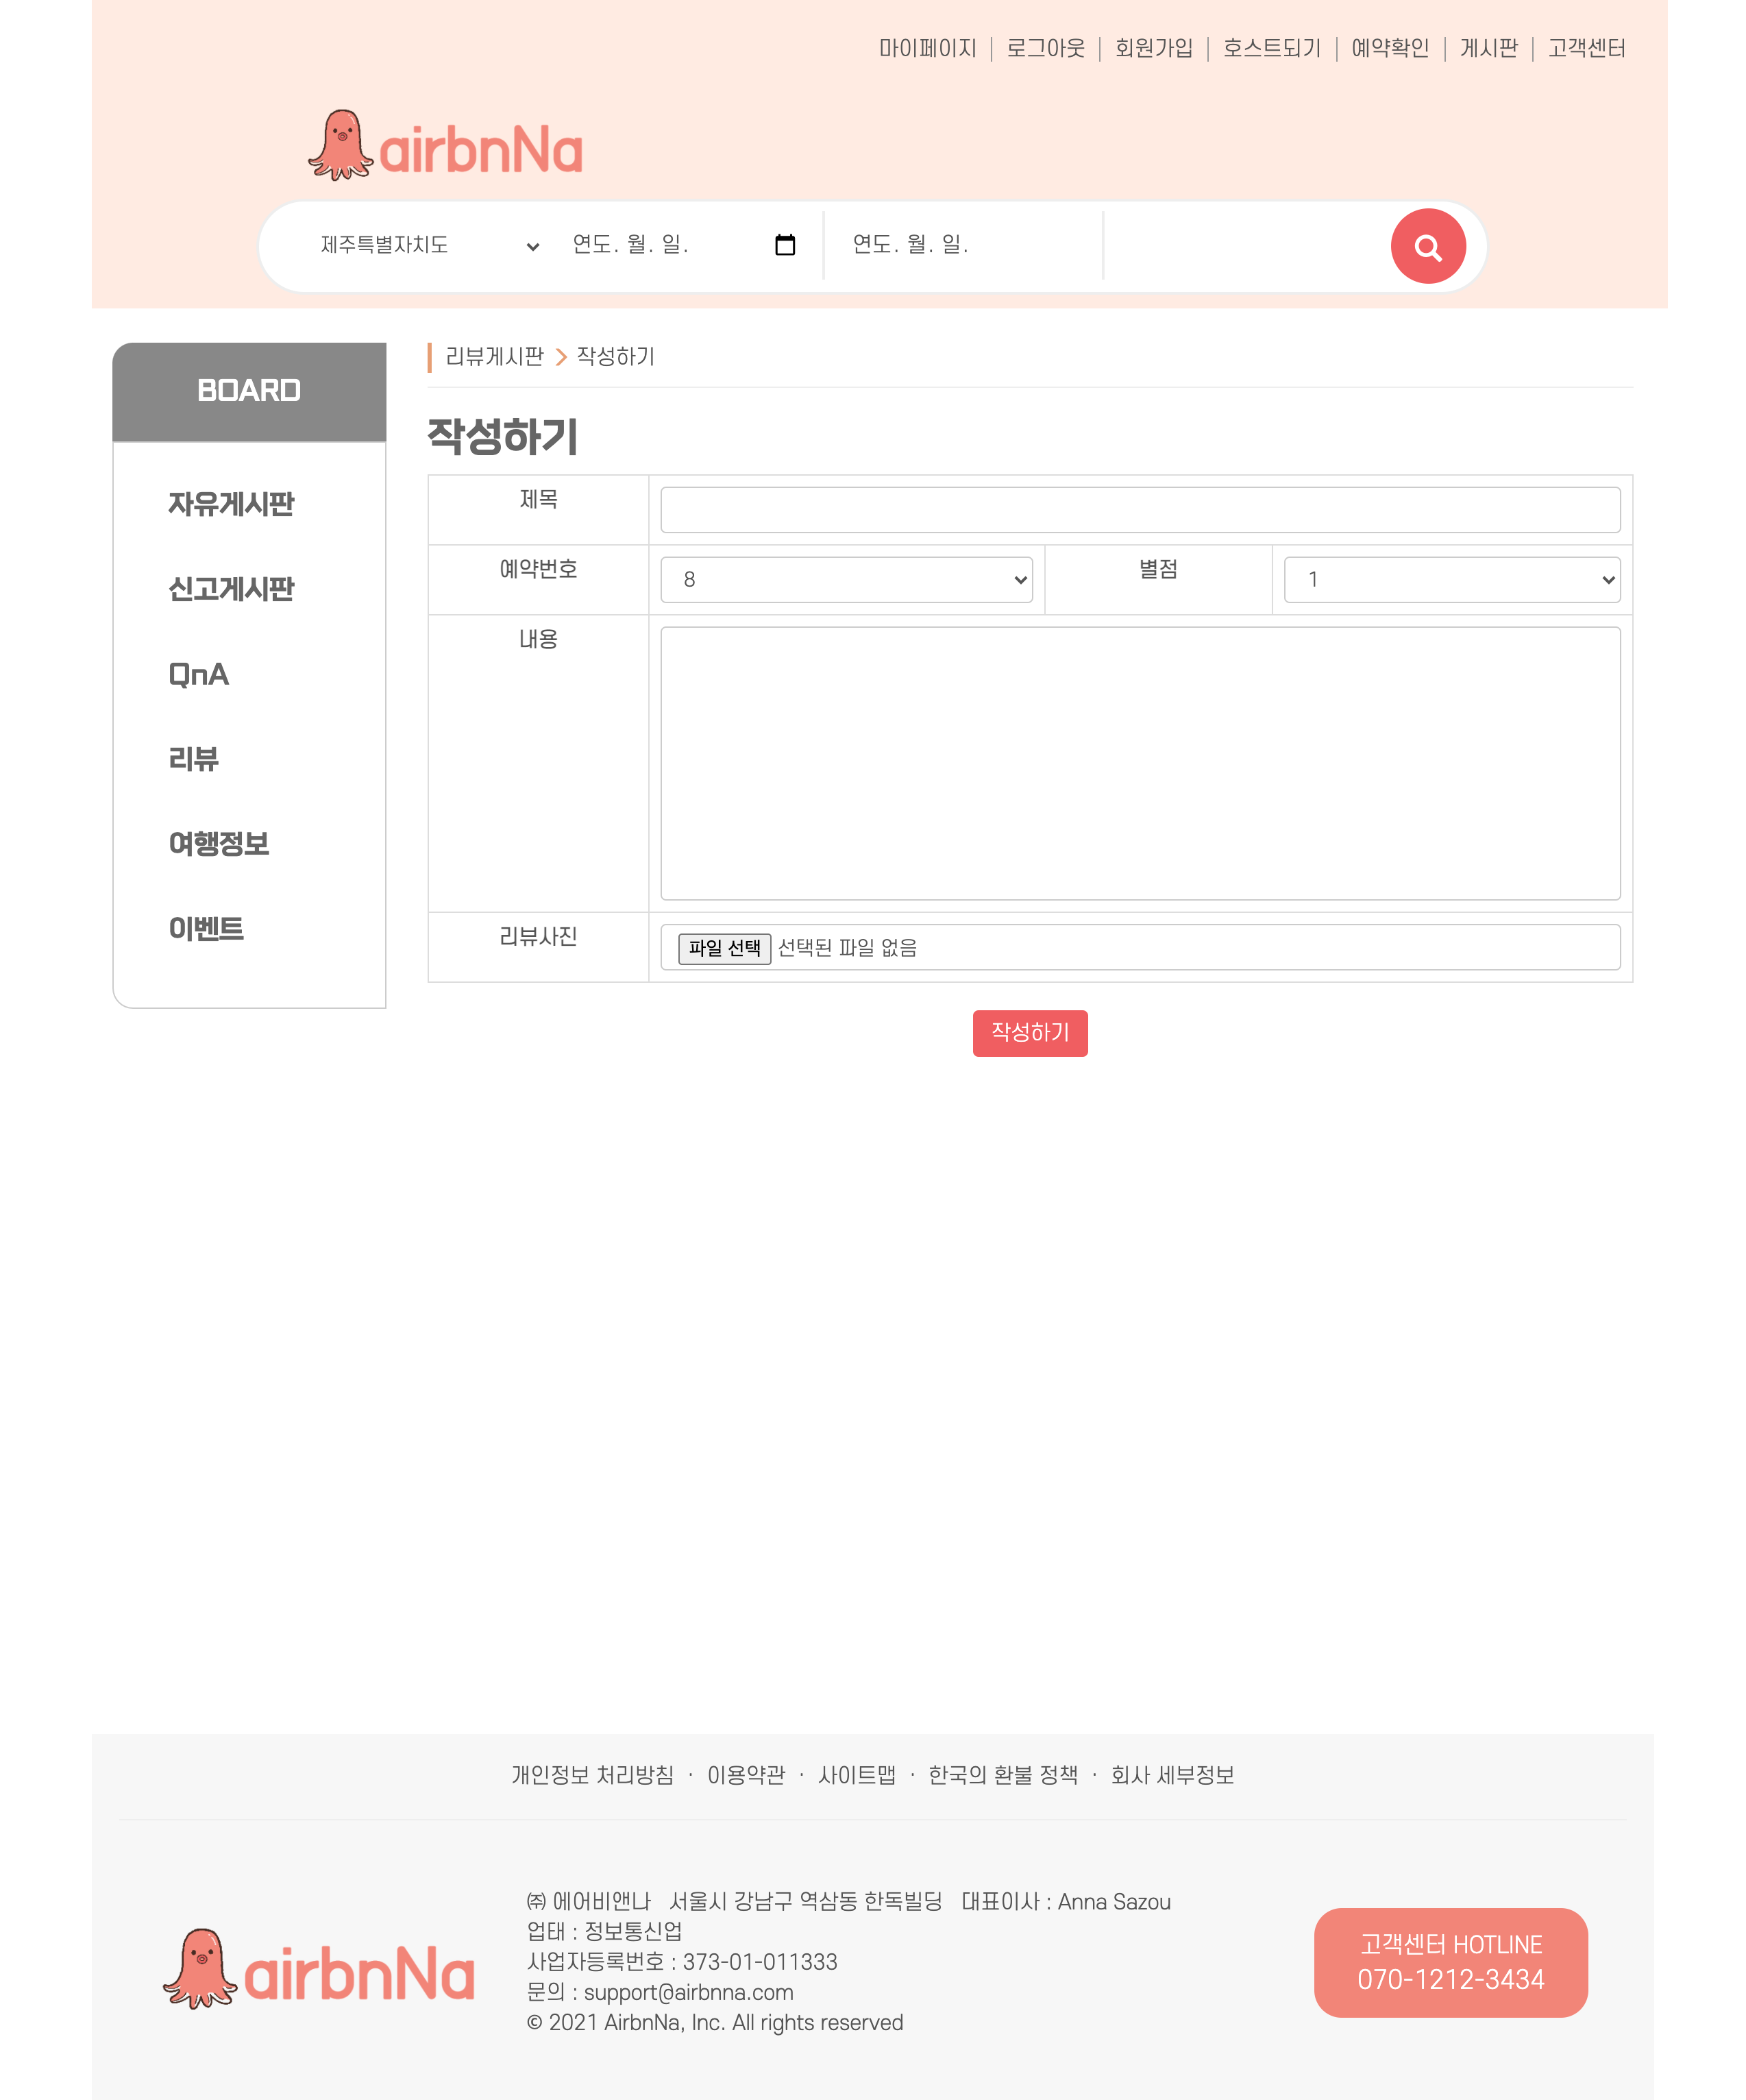 마이페이지 로그아웃 회원가입 호스트되기 예약확인 게시판 고객센터
airbnNa
제주특별자치도 연도. 월. 일. 연도. 월. 일.
BOARD
자유게시판
신고게시판
QnA
리뷰
여행정보
이벤트
리뷰게시판 > 작성하기
작성하기
제목
예약번호 8 별점 1
내용
리뷰사진 파일 선택 선택된 파일 없음
작성하기
개인정보 처리방침 · 이용약관 · 사이트맵 · 한국의 환불 정책 · 회사 세부정보
airbnNa
㈜ 에어비앤나 서울시 강남구 역삼동 한독빌딩 대표이사 : Anna Sazou
업태 : 정보통신업
사업자등록번호 : 373-01-011333
문의 : support@airbnna.com
© 2021 AirbnNa, Inc. All rights reserved
고객센터 HOTLINE
070-1212-3434